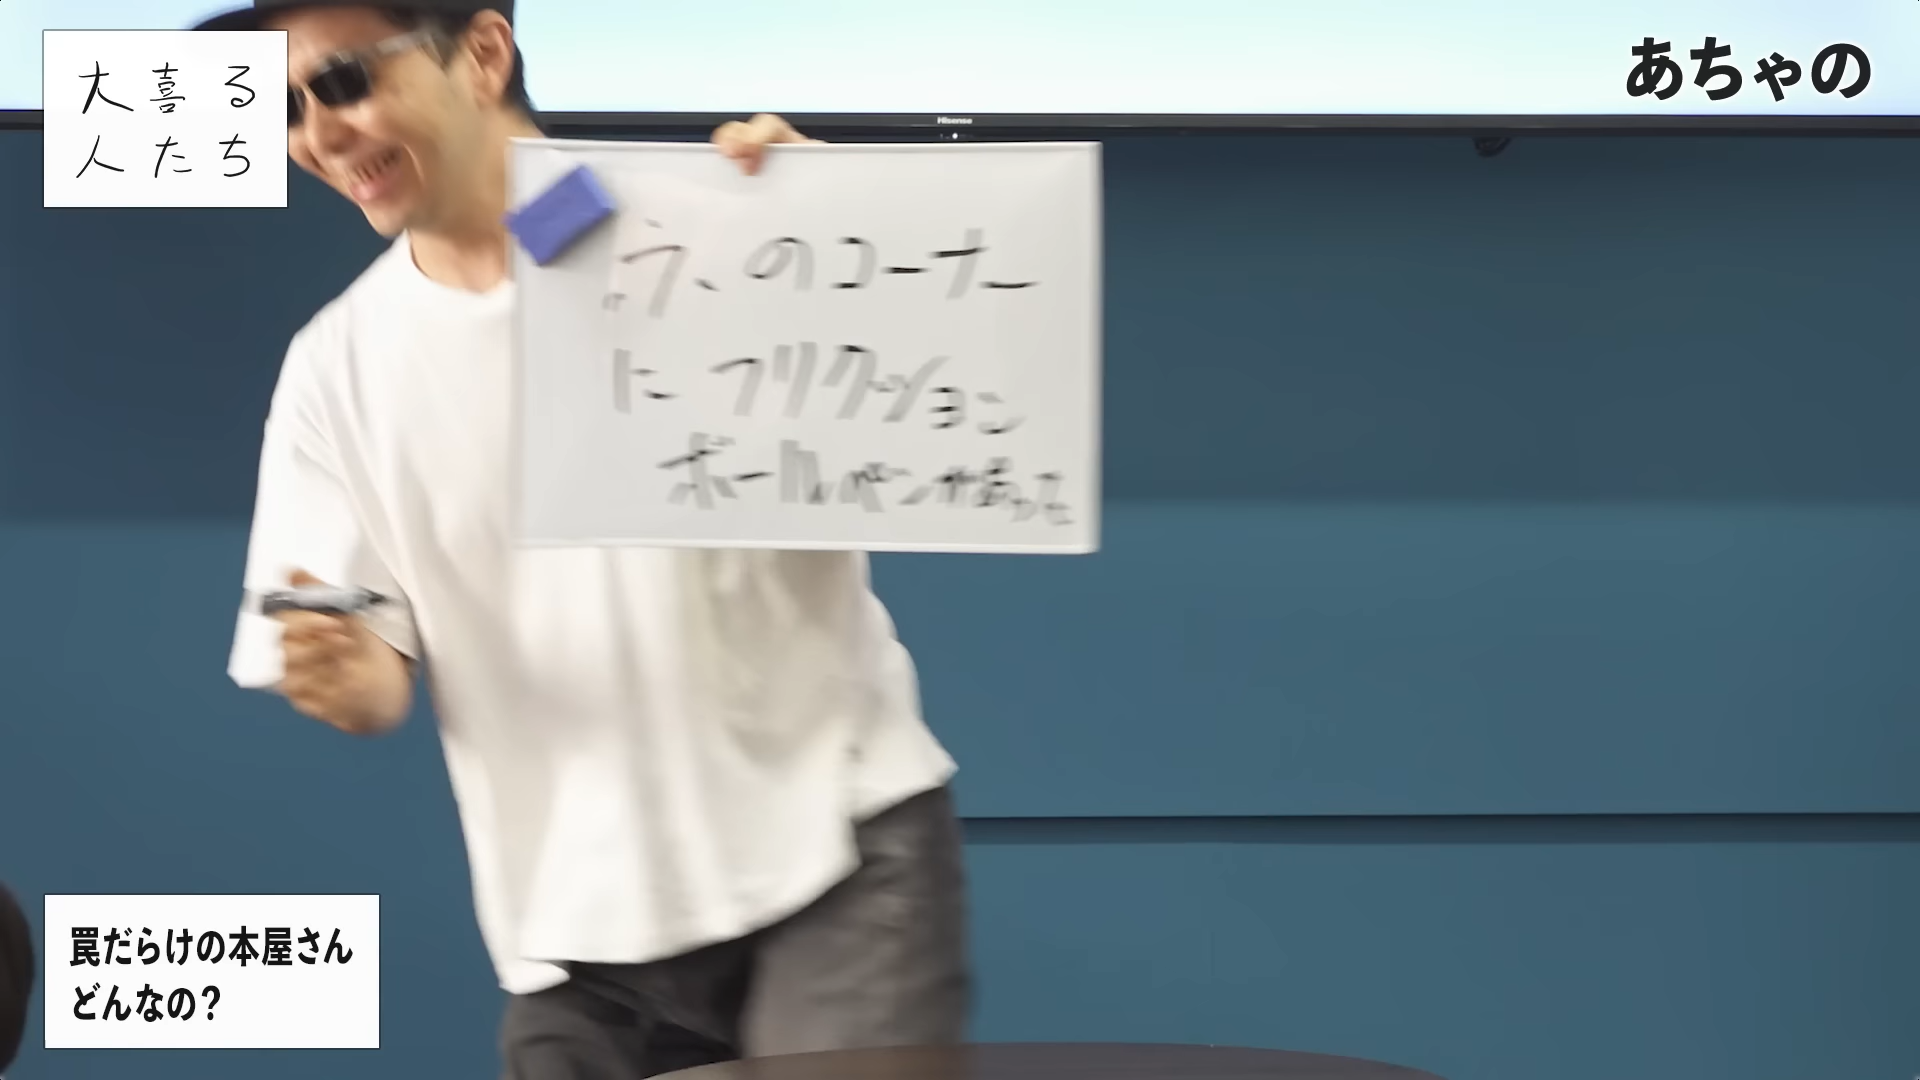 大喜る
人たち
あちゃの
Hisense
のコーナー
にフリクション
ボールペンがあった
罠だらけの本屋さん
どんなの？